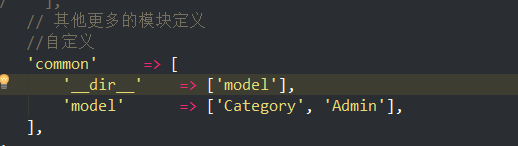 ],
// 其他更多的模块定义
//自定义
'common' => [
'__dir__' => ['model'],
'model' => ['Category', 'Admin'],
],